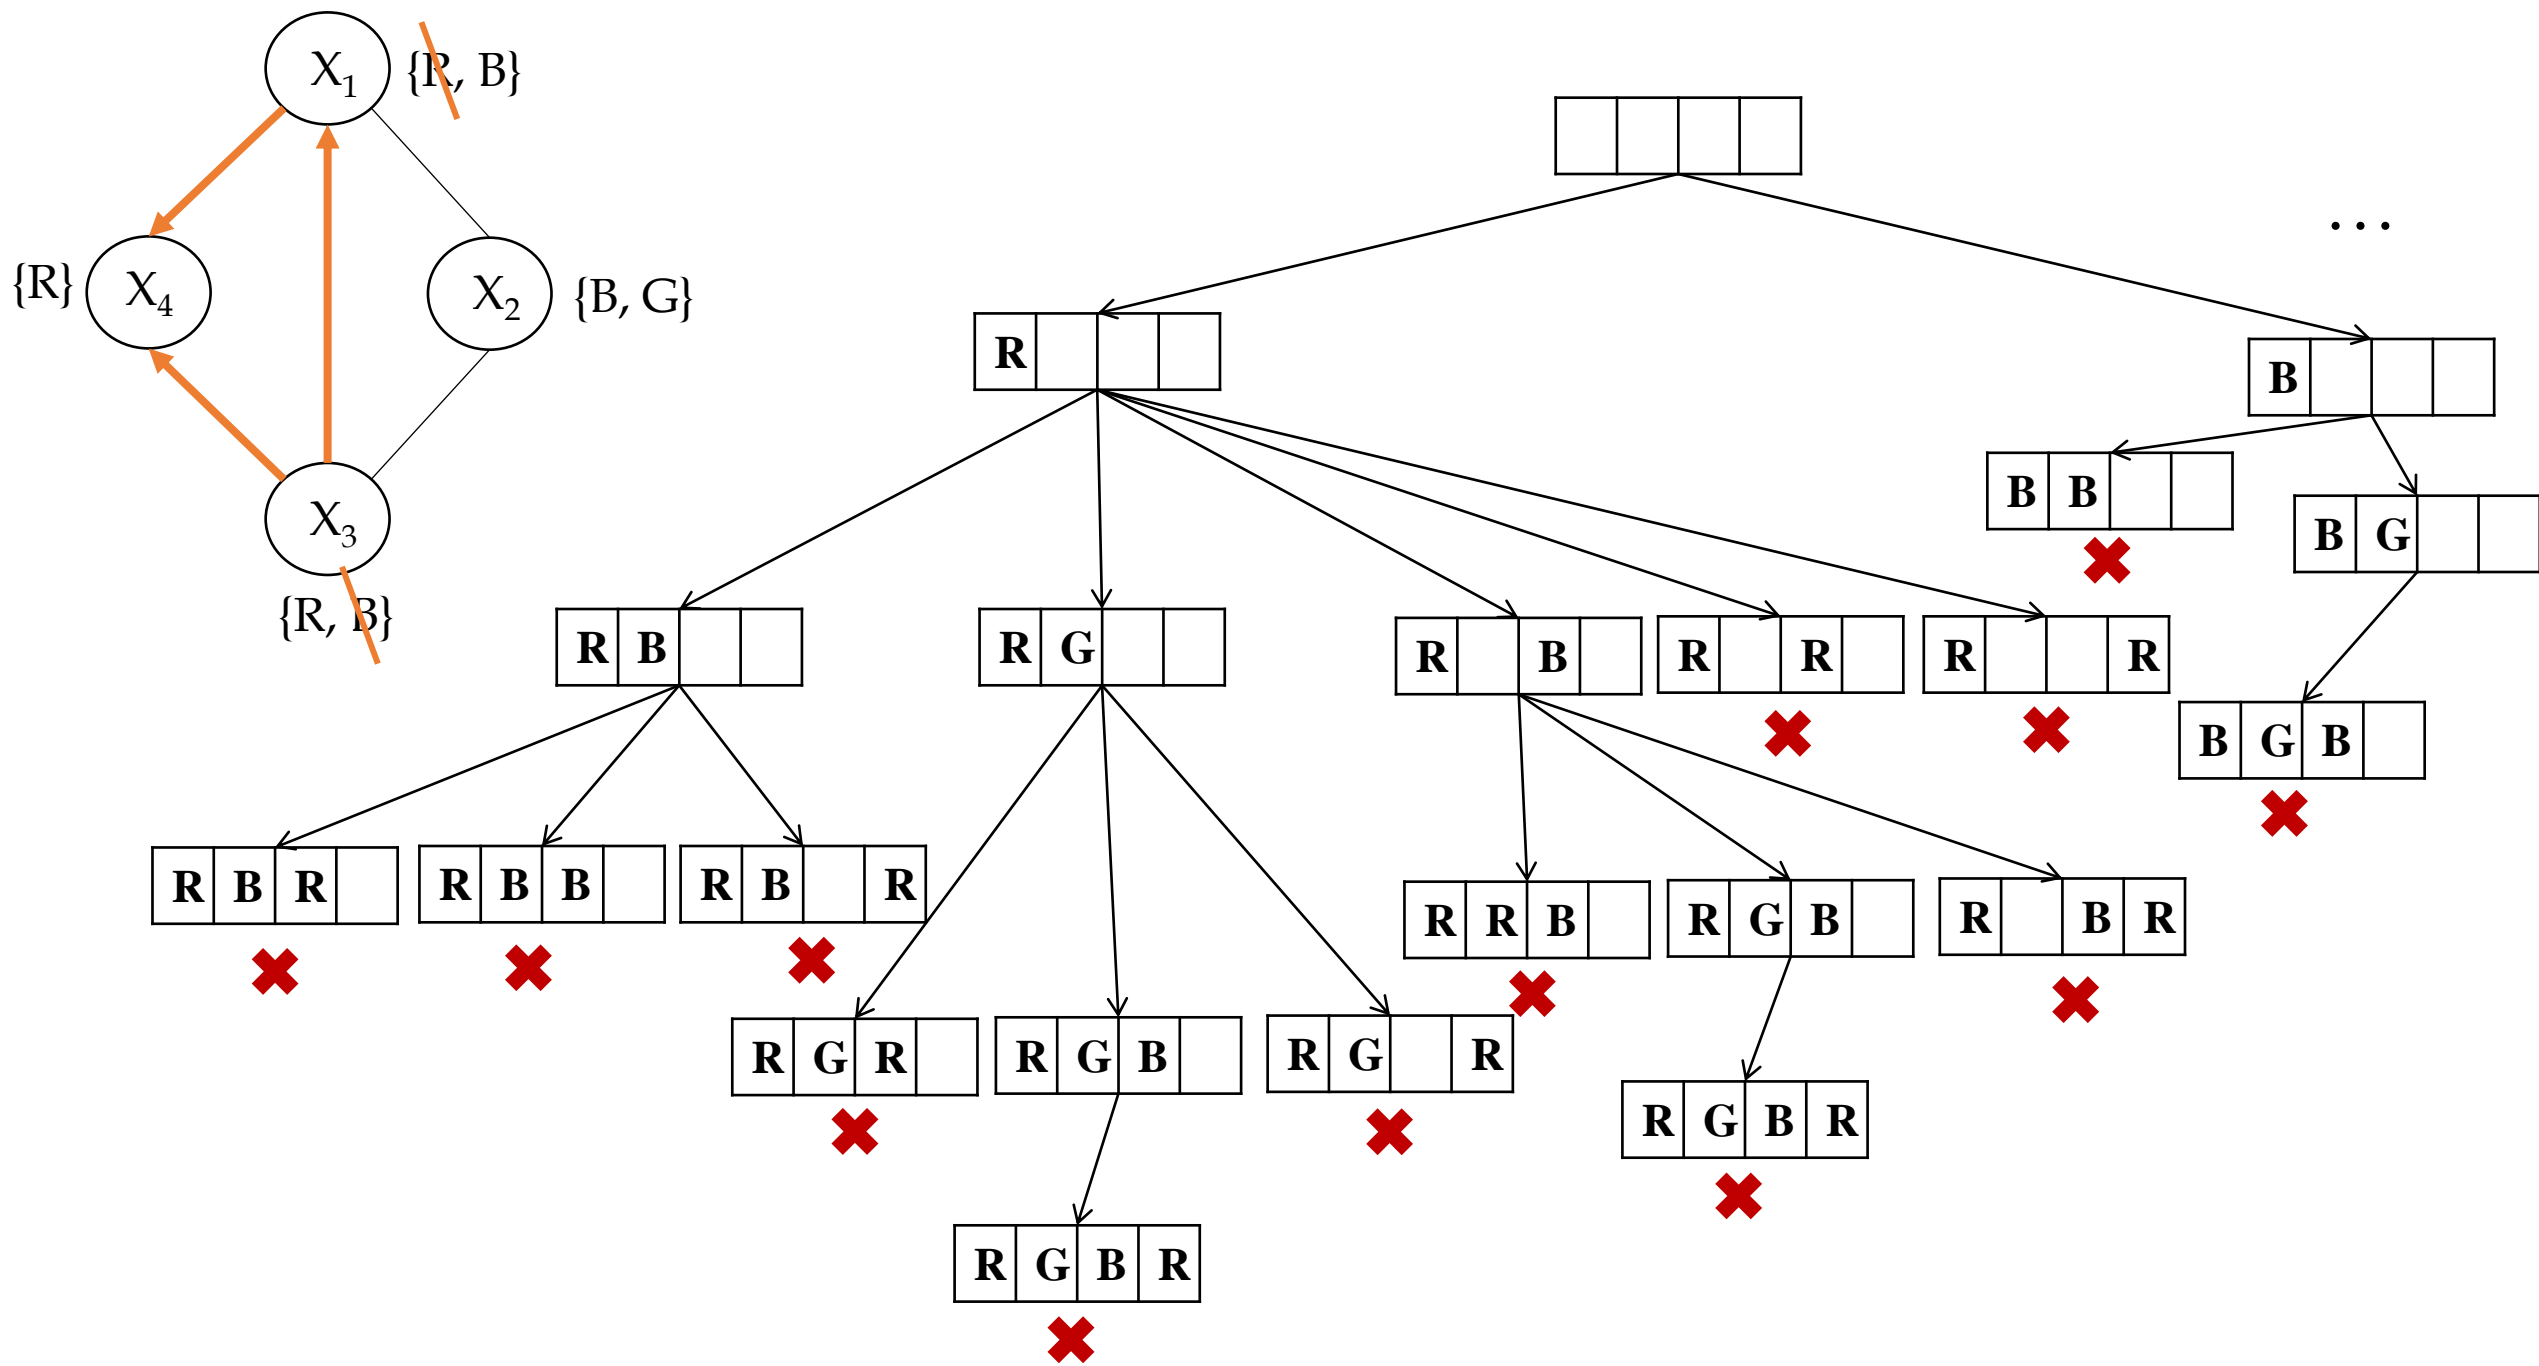 X1 {R, B}
...
{R} X4
X2 {B, G}
R
B
B B
B G
X3
{R, B}
R B
R G
R B
R R
R R
B G B
R B R
R B B
R B R
R R B
R G B
R B R
R G R
R G B
R G R
R G B R
R G B R